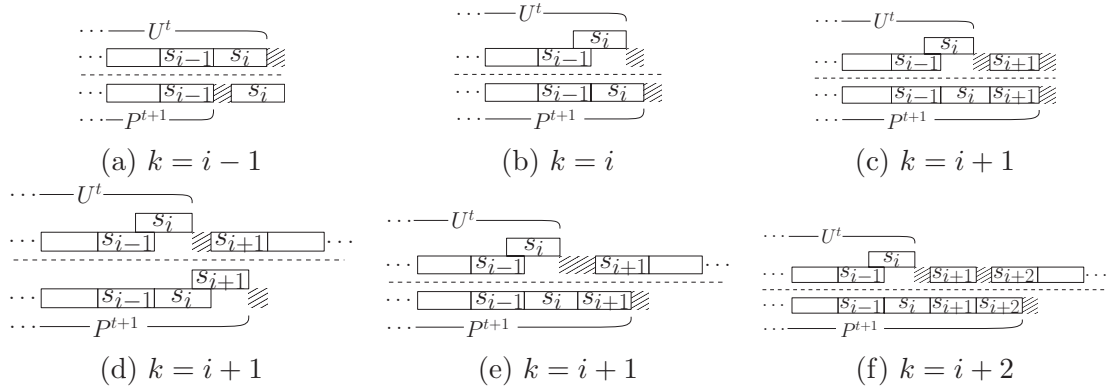 ··· U^t
··· s_{i-1} s_i
··· s_{i-1} s_i
··· P^{t+1}
(a) k = i − 1
··· U^t
s_i
··· s_{i-1}
··· s_{i-1} s_i
··· P^{t+1}
(b) k = i
··· U^t
s_i
··· s_{i-1} s_{i+1}
··· s_{i-1} s_i s_{i+1}
··· P^{t+1}
(c) k = i + 1
··· U^t
s_i
··· s_{i-1} s_{i+1} ···
s_{i+1}
s_{i-1} s_i
··· P^{t+1}
(d) k = i + 1
··· U^t
s_i
··· s_{i-1} s_{i+1} ···
s_{i-1} s_i s_{i+1}
··· P^{t+1}
(e) k = i + 1
··· U^t
s_i
··· s_{i-1} s_{i+1} s_{i+2} ···
s_{i-1} s_i s_{i+1} s_{i+2}
··· P^{t+1}
(f) k = i + 2